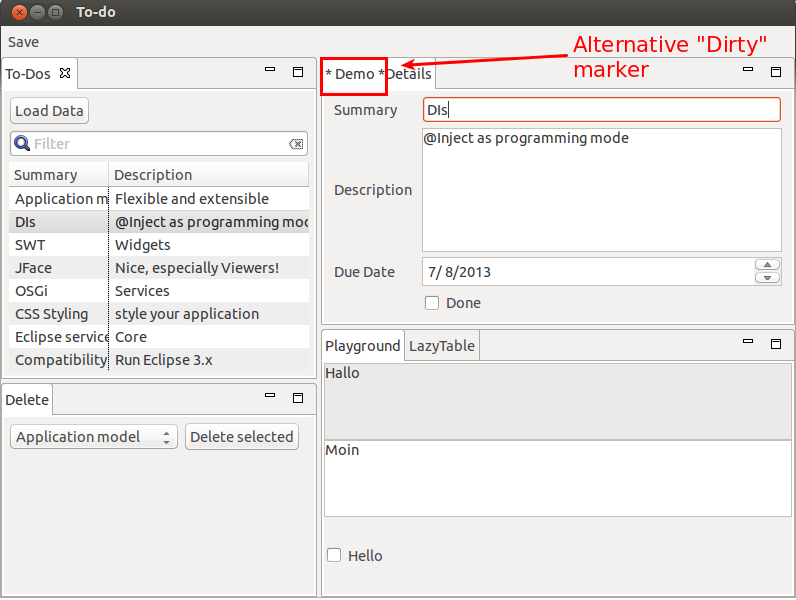 To-do
Save
To-Dos
Load Data
Filter
Summary Description
Application m Flexible and extensible
DIs @Inject as programming mod
SWT Widgets
JFace Nice, especially Viewers!
OSGi Services
CSS Styling style your application
Eclipse service Core
Compatibility Run Eclipse 3.x
Delete
Application model Delete selected
* Demo *Details
Alternative "Dirty"
marker
Summary DIs
Description @Inject as programming mode
Due Date 7/ 8/2013
Done
Playground LazyTable
Hallo
Moin
Hello